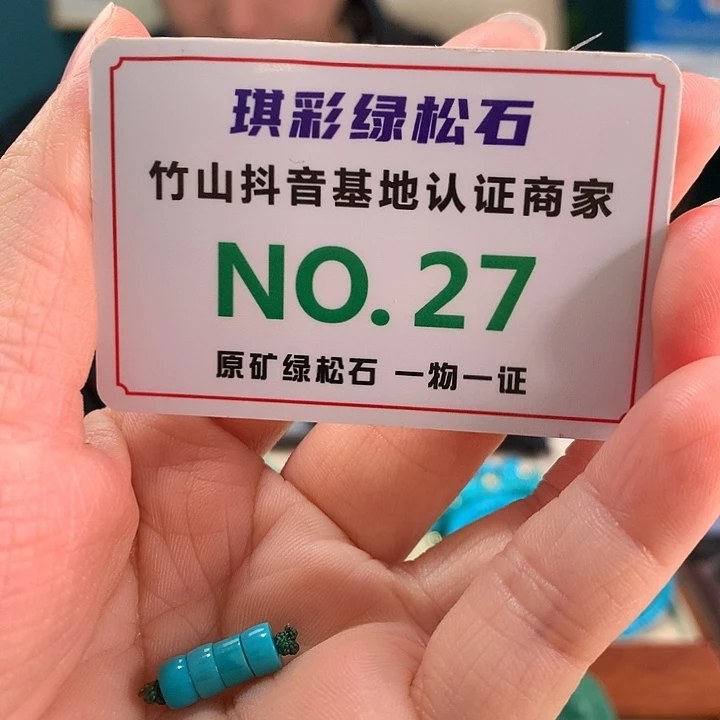 琪彩绿松石
竹山抖音基地认证商家
NO. 27
原矿绿松石 一物一证